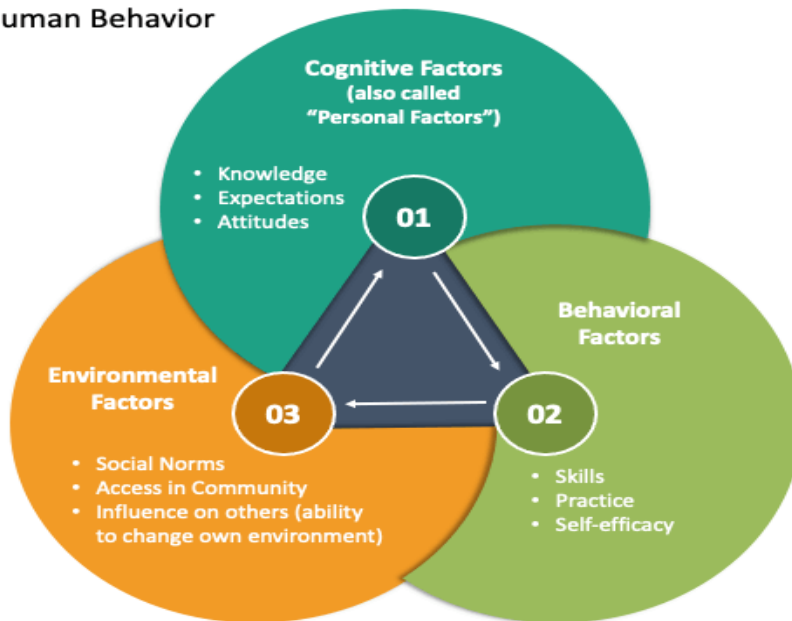 uman Behavior
Cognitive Factors
(also called
“Personal Factors”)
• Knowledge
• Expectations
• Attitudes
01
Behavioral
Factors
02
• Skills
• Practice
• Self-efficacy
Environmental
Factors
03
• Social Norms
• Access in Community
• Influence on others (ability
to change own environment)